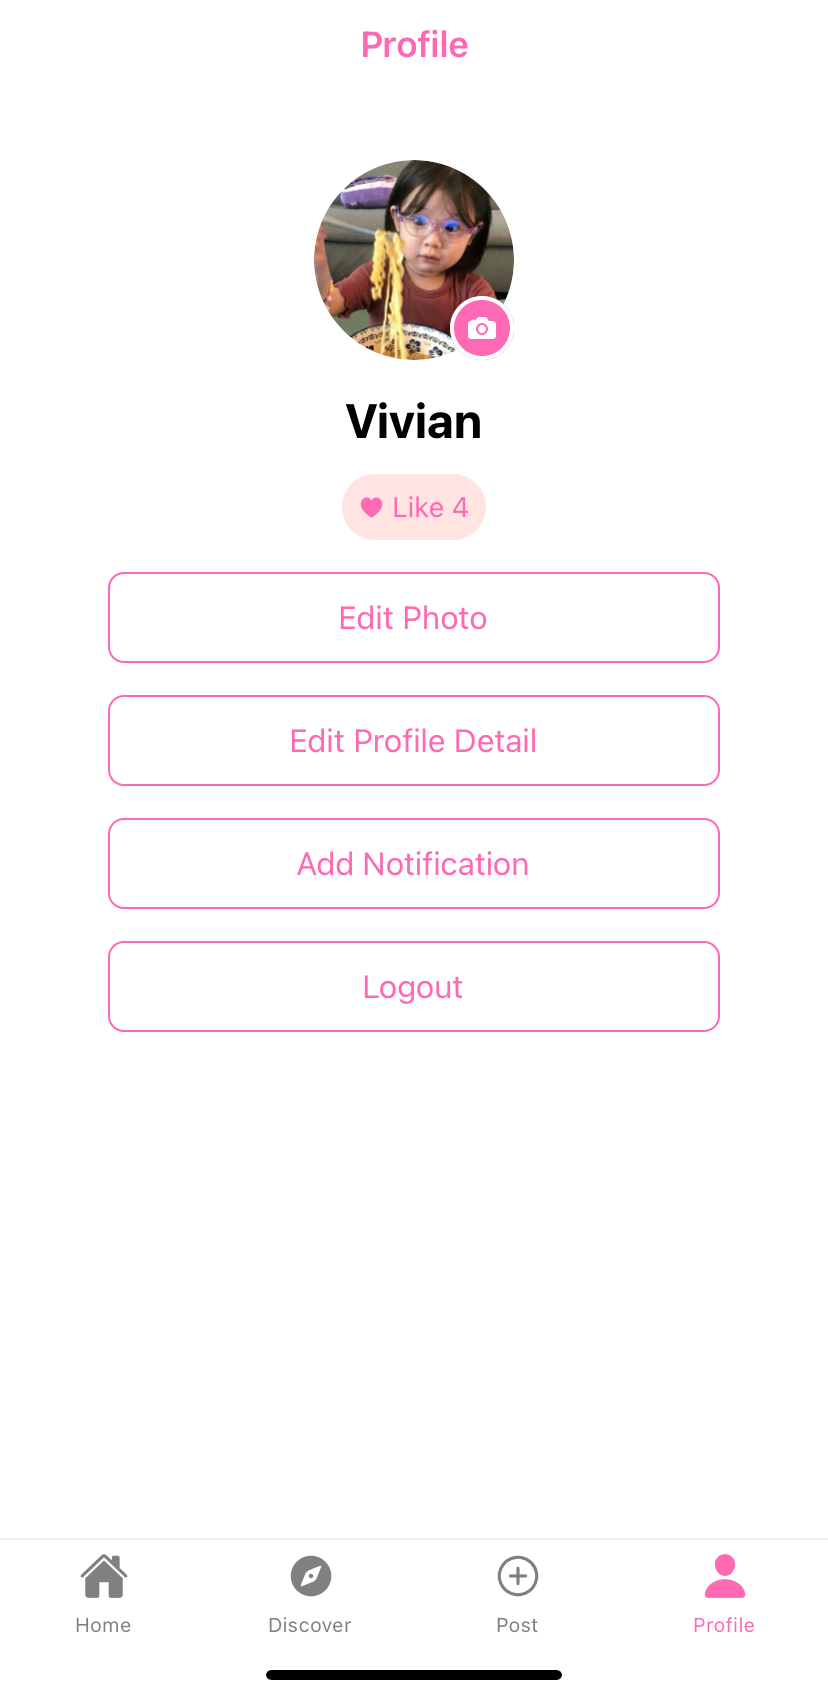 Profile
Vivian
Like 4
Edit Photo
Edit Profile Detail
Add Notification
Logout
Home
Discover
Post
Profile